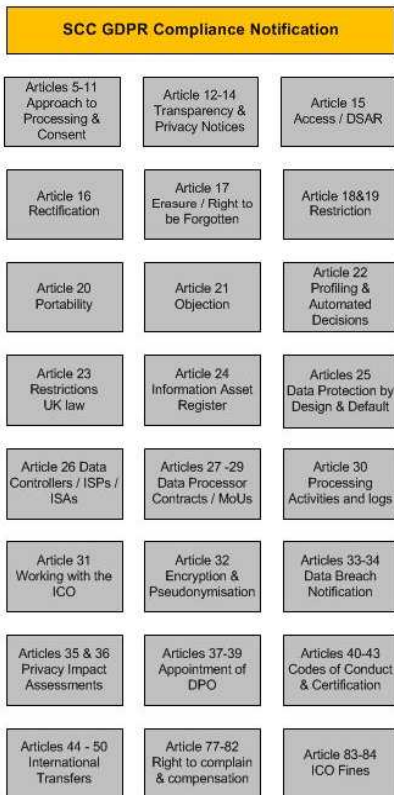 SCC GDPR Compliance Notification
Articles 5-11
Approach to
Processing &
Consent
Article 12-14
Transparency &
Privacy Notices
Article 15
Access / DSAR
Article 16
Rectification
Article 17
Erasure / Right to
be Forgotten
Article 18&19
Restriction
Article 20
Portability
Article 21
Objection
Article 22
Profiling &
Automated
Decisions
Article 23
Restrictions
UK law
Article 24
Information Asset
Register
Articles 25
Data Protection by
Design & Default
Article 26 Data
Controllers / ISPs /
ISAs
Articles 27 -29
Data Processor
Contracts / MoUs
Article 30
Processing
Activities and logs
Article 31
Working with the
ICO
Article 32
Encryption &
Pseudonymisation
Articles 33-34
Data Breach
Notification
Articles 35 & 36
Privacy Impact
Assessments
Articles 37-39
Appointment of
DPO
Articles 40-43
Codes of Conduct
& Certification
Articles 44 - 50
International
Transfers
Article 77-82
Right to complain
& compensation
Article 83-84
ICO Fines